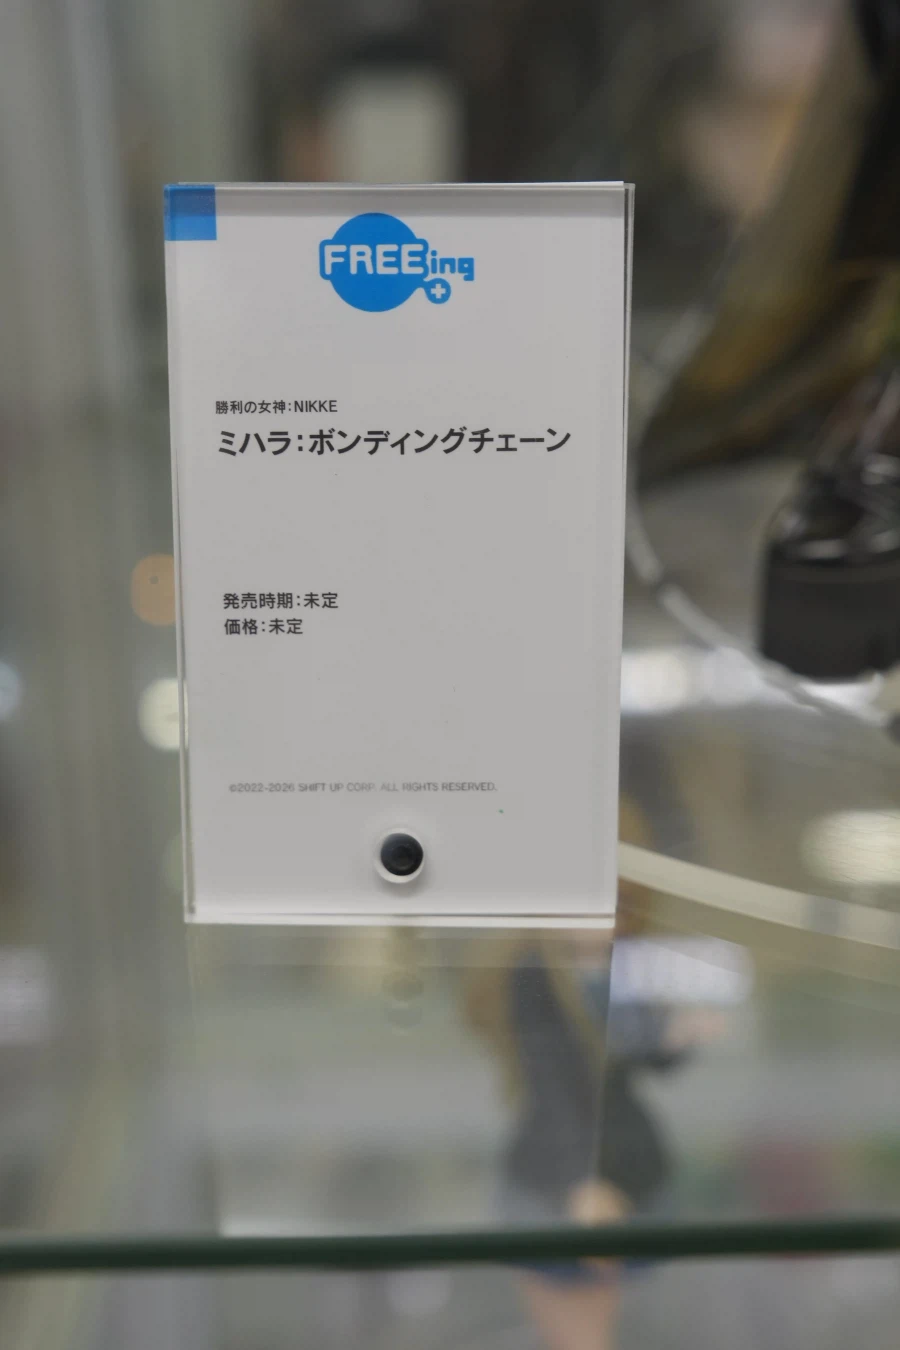 FREEing
勝利の女神：NIKKE
ミハラ：ボンディングチェーン
発売時期：未定
価格：未定
©2022-2026 SHIFT UP CORP. ALL RIGHTS RESERVED.